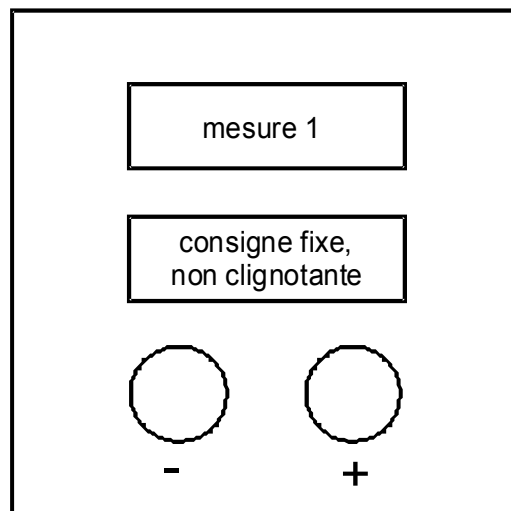 mesure 1
consigne fixe,
non clignotante
- +